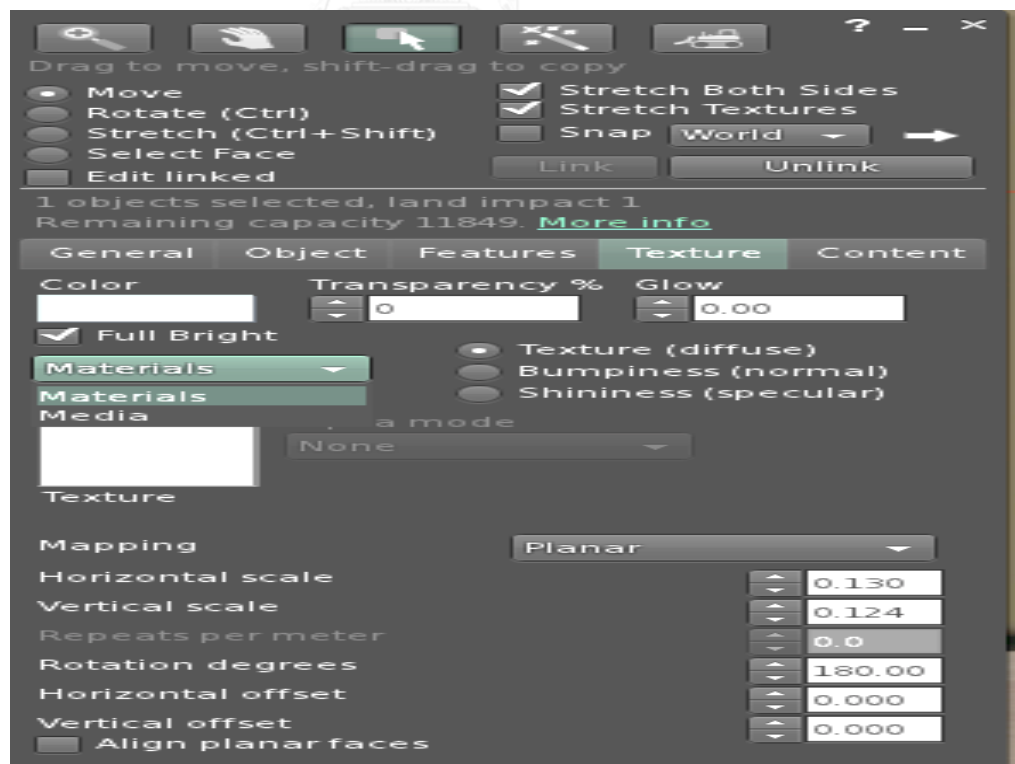 ?
Drag to move, shift-drag to copy
Move
Rotate (Ctrl)
Stretch (Ctrl+Shift)
Select Face
Edit linked
Stretch Both Sides
Stretch Textures
Snap World
Link Unlink
1 objects selected, land impact 1
Remaining capacity 11849. More info
General Object Features Texture Content
Color Transparency % Glow
0 0.00
Full Bright
Materials
Materials
Media
Texture (diffuse)
Bumpiness (normal)
Shininess (specular)
mode
None
Texture
Mapping Planar
Horizontal scale 0.130
Vertical scale 0.124
Repeats per meter 0.0
Rotation degrees 180.00
Horizontal offset 0.000
Vertical offset 0.000
Align planar faces